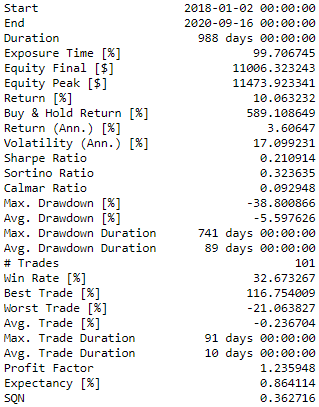 Start 2018-01-02 00:00:00
End 2020-09-16 00:00:00
Duration 988 days 00:00:00
Exposure Time [%] 99.706745
Equity Final [$] 11006.323243
Equity Peak [$] 11473.923341
Return [%] 10.063232
Buy & Hold Return [%] 589.108649
Return (Ann.) [%] 3.60647
Volatility (Ann.) [%] 17.099231
Sharpe Ratio 0.210914
Sortino Ratio 0.323635
Calmar Ratio 0.092948
Max. Drawdown [%] -38.800866
Avg. Drawdown [%] -5.597626
Max. Drawdown Duration 741 days 00:00:00
Avg. Drawdown Duration 89 days 00:00:00
# Trades 101
Win Rate [%] 32.673267
Best Trade [%] 116.754009
Worst Trade [%] -21.063827
Avg. Trade [%] -0.236704
Max. Trade Duration 91 days 00:00:00
Avg. Trade Duration 10 days 00:00:00
Profit Factor 1.235948
Expectancy [%] 0.864114
SQN 0.362716